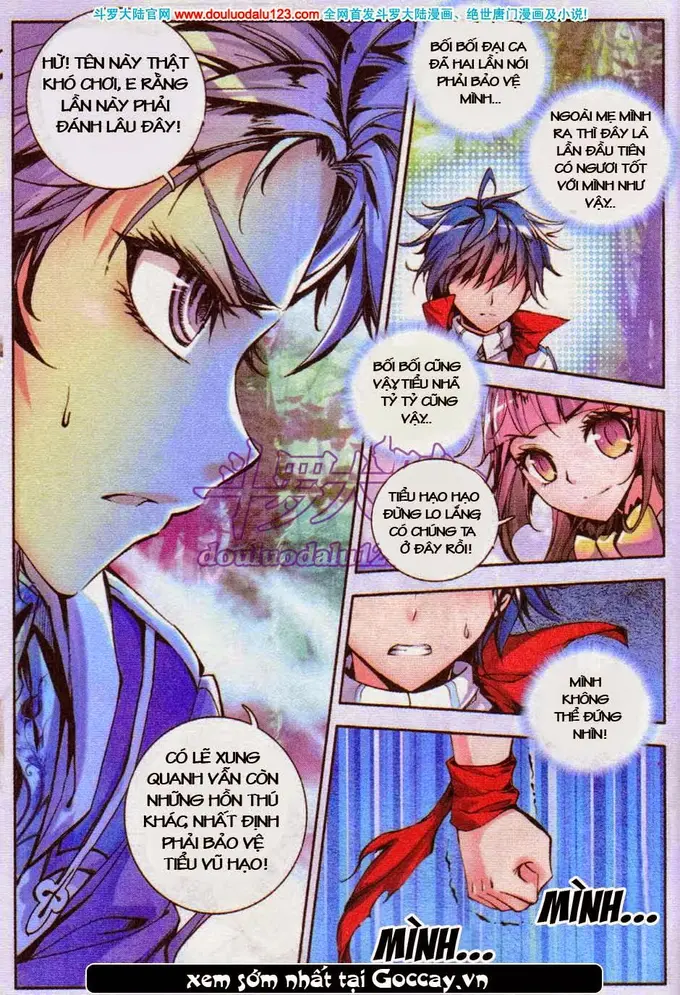 斗罗大陆官网 www.douluodalu123.com 全网首发斗罗大陆漫画、绝世唐门漫画及小说!
HỪ! TÊN NÀY THẬT
KHÓ CHƠI, E RẰNG
LẦN NÀY PHẢI
ĐÁNH LÂU ĐÂY!
BỐI BỐI ĐẠI CA
ĐÃ HAI LẦN NÓI
PHẢI BẢO VỆ
MÌNH...
NGOÀI MẸ MÌNH
RA THÌ ĐÂY LÀ
LẦN ĐẦU TIÊN
CÓ NGƯƠI TỐT
VỚI MÌNH NHƯ
VẬY...
BỐI BỐI CŨNG
VẬY, TIỂU NHÃ
TỶ TỶ CŨNG
VẬY...
TIỂU HẠO HẠO
ĐỪNG LO LẮNG,
CÓ CHÚNG TA
Ở ĐÂY RỒI!
斗罗大
douluodalu12
MÌNH
KHÔNG
THỂ ĐỨNG
NHÌN!
CÓ LẼ XUNG
QUANH VẪN CÒN
NHỮNG HỒN THÚ
KHÁC, NHẤT ĐỊNH
PHẢI BẢO VỆ
TIỂU VŨ HẠO!
MÌNH...
MÌNH...
xem sớm nhất tại Goccay.vn